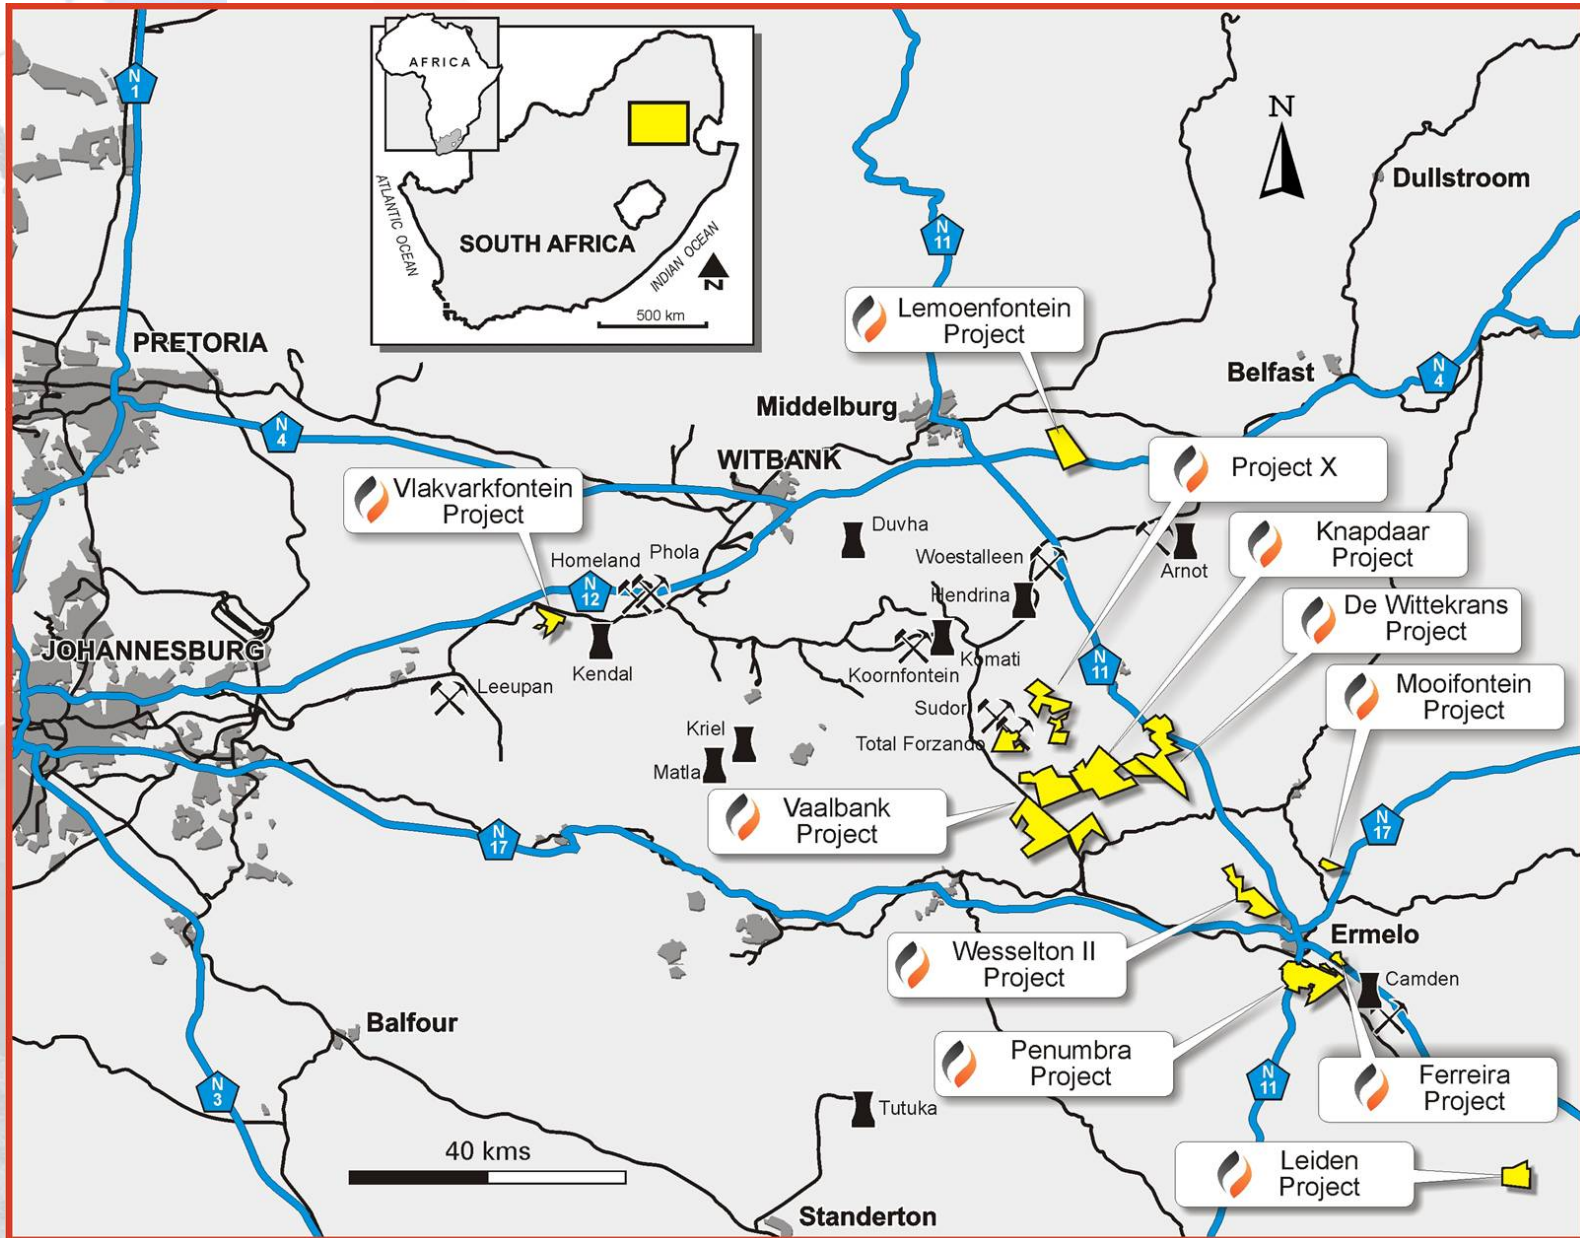 N
1
AFRICA
ATLANTIC OCEAN
SOUTH AFRICA
INDIAN OCEAN
N
500 km
N
11
N
Dullstroom
PRETORIA
Lemoenfontein
Project
Belfast
N
4
N
4
Middelburg
WITBANK
Project X
Vlakvarkfontein
Project
Duvha
Knapdaar
Project
Homeland
Phola
Woestalleen
Arnot
N
12
Hendrina
De Wittekrans
Project
JOHANNESBURG
Kendal
Komati
Koornfontein
N
11
Leeupan
Mooifontein
Project
Sudor
Kriel
Total Forzando
Matla
Vaalbank
Project
N
17
N
17
Ermelo
Wesselton II
Project
Camden
Balfour
Penumbra
Project
N
11
Ferreira
Project
N
3
Tutuka
40 kms
Leiden
Project
Standerton